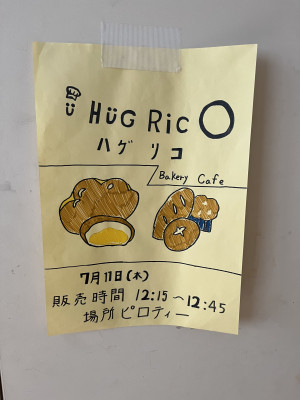 HÜG RicO
ハグリコ
Bakery Cafe
7月11日(木)
販売時間 12:15〜12:45
場所ピロティー